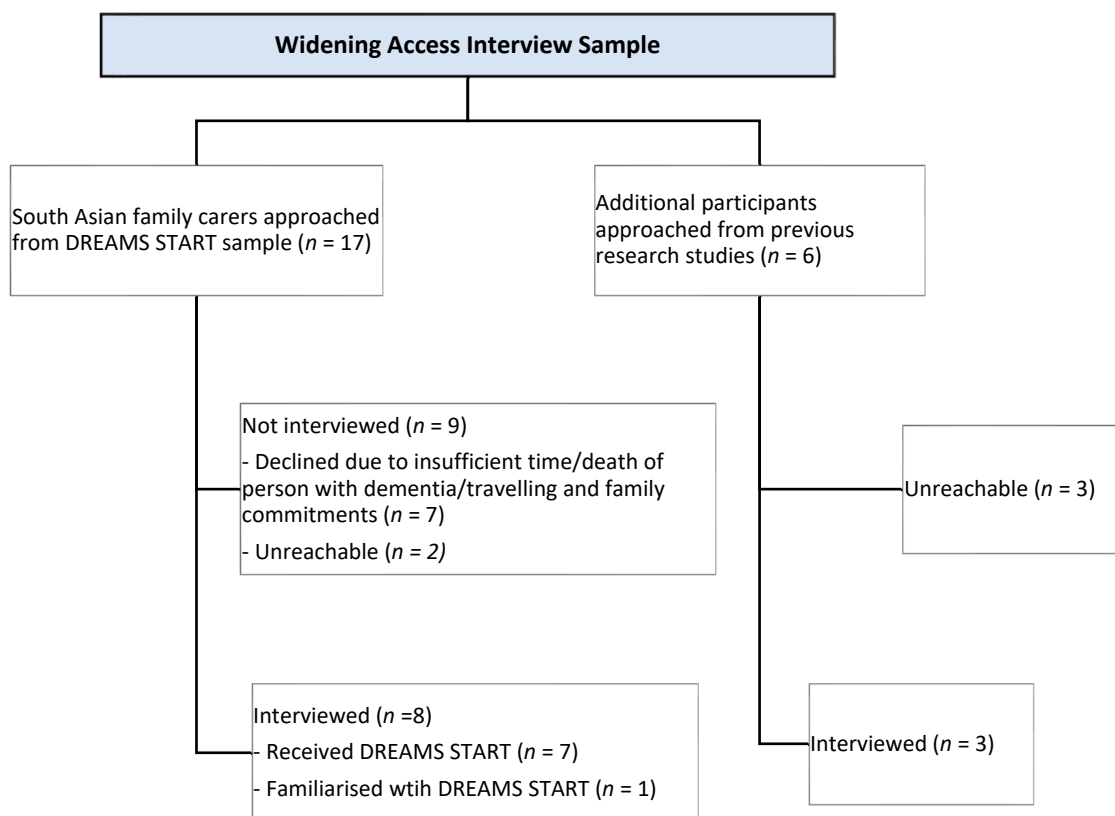 Widening Access Interview Sample
South Asian family carers approached
from DREAMS START sample (n = 17)
Additional participants
approached from previous
research studies (n = 6)
Not interviewed (n = 9)
- Declined due to insufficient time/death of
person with dementia/travelling and family
commitments (n = 7)
- Unreachable (n = 2)
Unreachable (n = 3)
Interviewed (n =8)
- Received DREAMS START (n = 7)
- Familiarised wtih DREAMS START (n = 1)
Interviewed (n = 3)